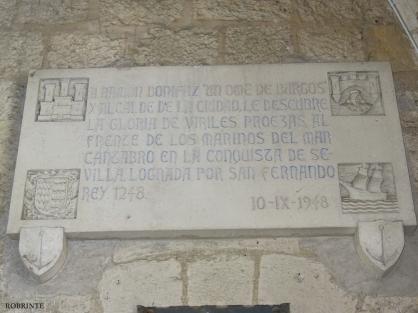 A RAMON BONIFAZ "UN OME DE BURGOS"
Y ALCALDE DE LA CIUDAD, LE DESCUBRE
LA GLORIA DE VIRILES PROEZAS, AL
FRENTE DE LOS MARINOS DEL MAR
CANTABRO EN LA CONQUISTA DE SE-
VILLA, LOGRADA POR SAN FERNANDO
REY. 1248.
10-IX-1948
ROBRINTE